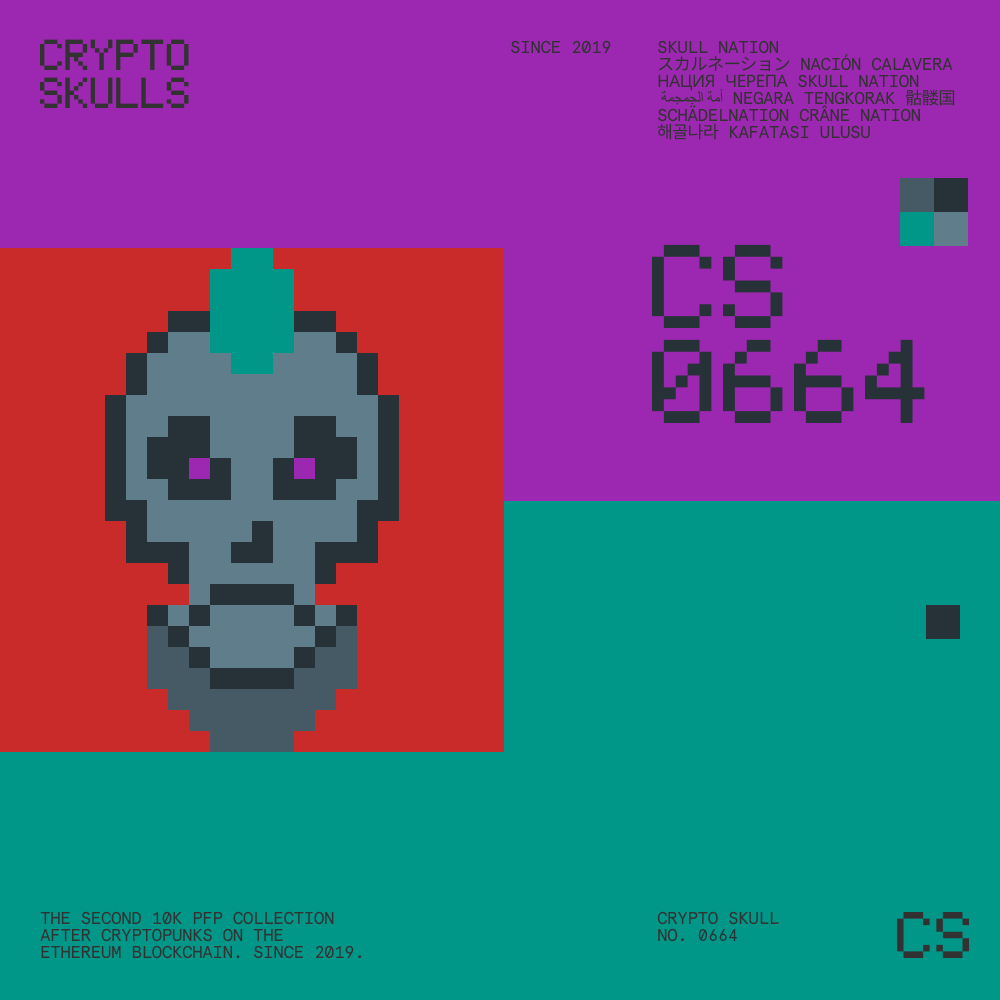 CRYPTO
SKULLS
SINCE 2019
SKULL NATION
スカルネーション NACIÓN CALAVERA
НАЦИЯ ЧЕРЕПА SKULL NATION
أمة الجمجمة NEGARA TENGKORAK 骷髅国
SCHÄDELNATION CRÂNE NATION
해골나라 KAFATASI ULUSU
CS
0664
THE SECOND 10K PFP COLLECTION
AFTER CRYPTOPUNKS ON THE
ETHEREUM BLOCKCHAIN. SINCE 2019.
CRYPTO SKULL
NO. 0664
CS